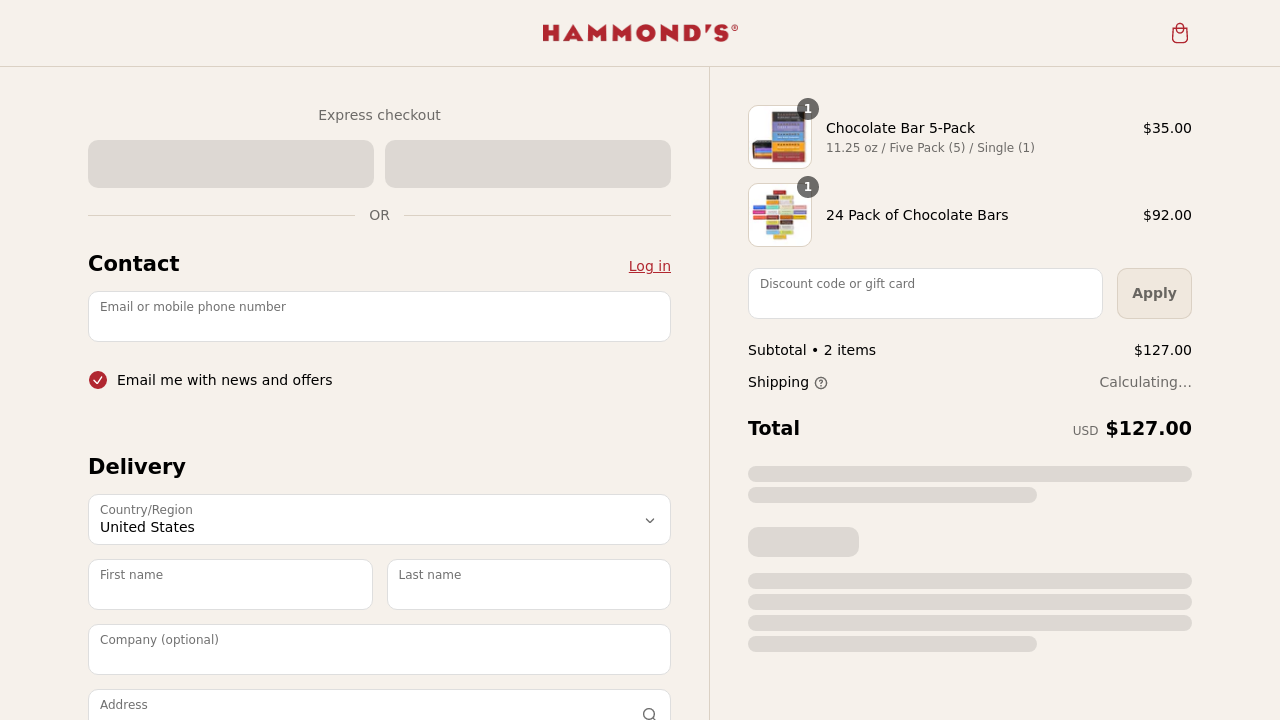 HAMMOND'S®
Express checkout
OR
Contact
Log in
Email or mobile phone number
Email me with news and offers
Delivery
Country/Region
United States
First name
Last name
Company (optional)
Address
1
Chocolate Bar 5-Pack
$35.00
11.25 oz / Five Pack (5) / Single (1)
1
24 Pack of Chocolate Bars
$92.00
Discount code or gift card
Apply
Subtotal • 2 items
$127.00
Shipping
Calculating...
Total
USD $127.00